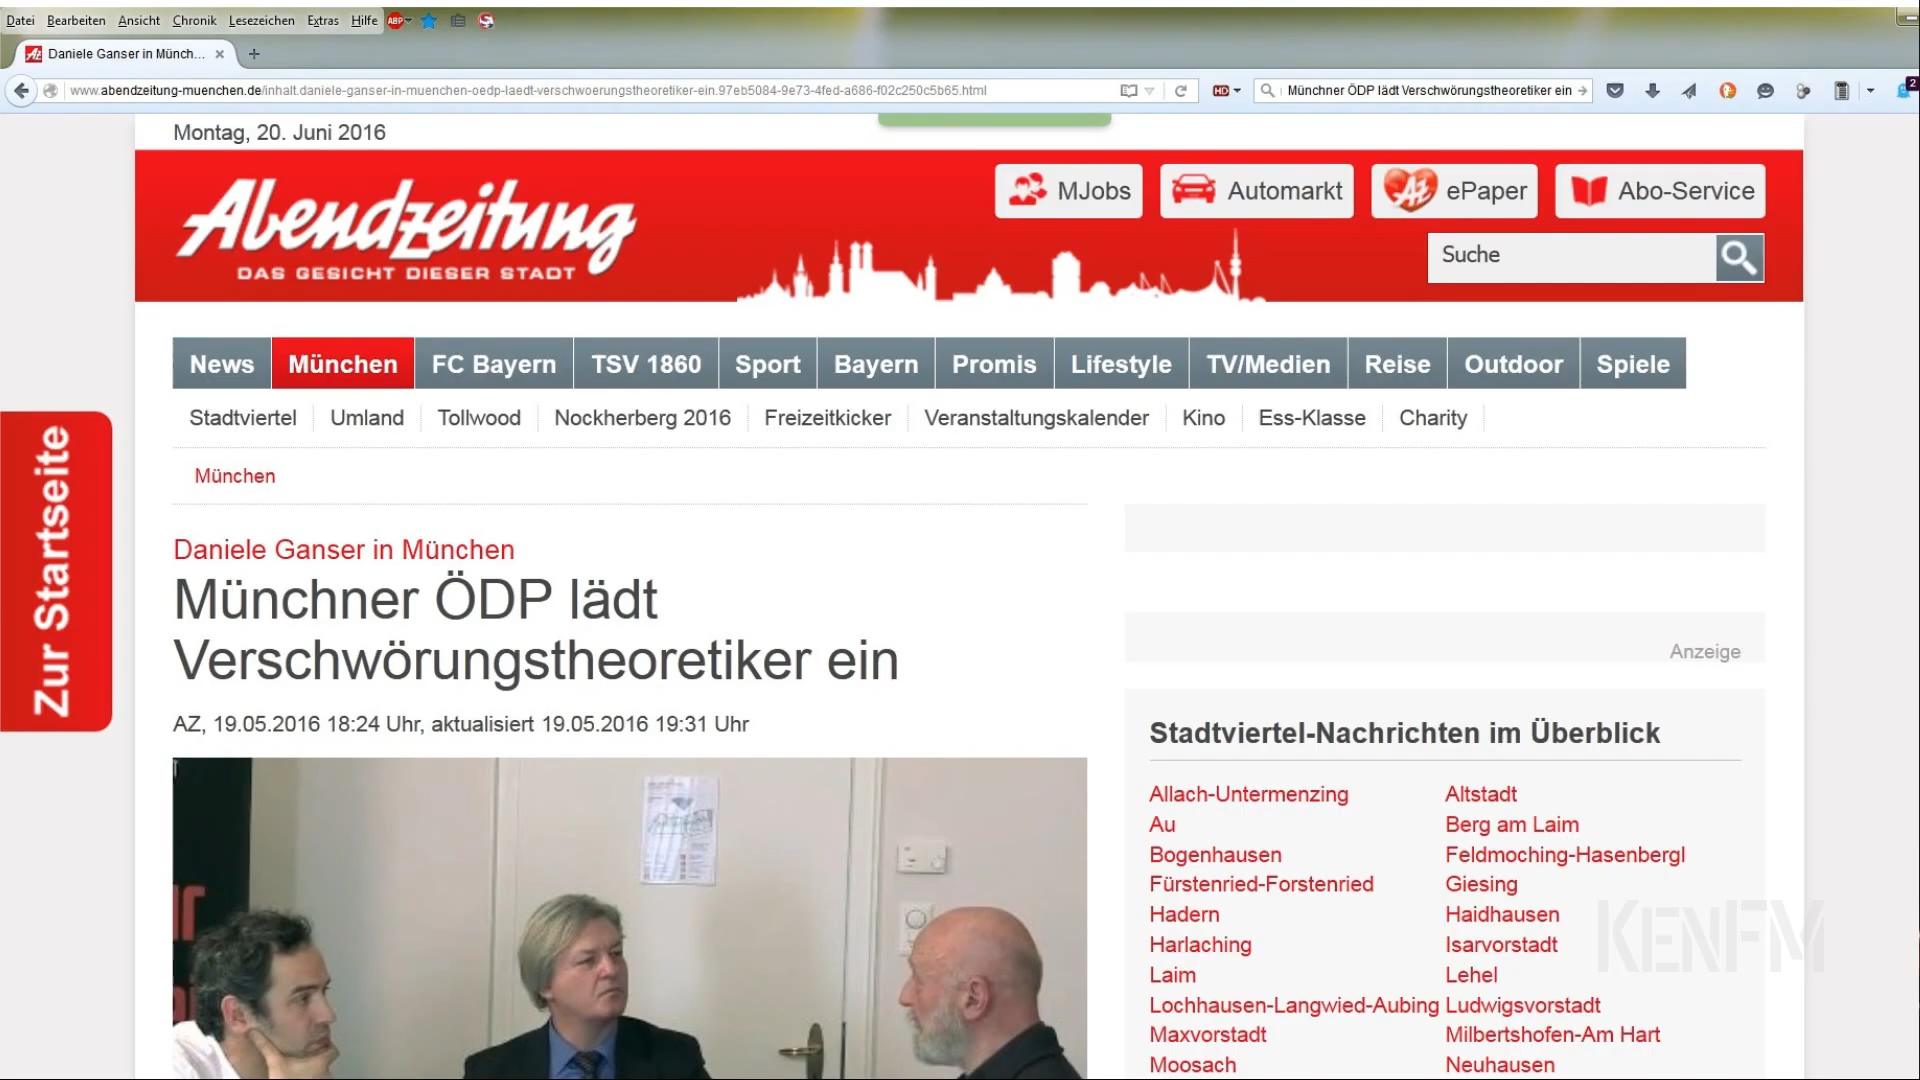 Datei Bearbeiten Ansicht Chronik Lesezeichen Extras Hilfe ABP
Daniele Ganser in Münch...
www.abendzeitung-muenchen.de/inhalt.daniele-ganser-in-muenchen-oedp-laedt-verschwoerungstheoretiker-ein.97eb5084-9e73-4fed-a686-f02c250c5b65.html
HD
Münchner ÖDP lädt Verschwörungstheoretiker ein
2
Montag, 20. Juni 2016
Abendzeitung
DAS GESICHT DIESER STADT
MJobs Automarkt ePaper Abo-Service
Suche
News München FC Bayern TSV 1860 Sport Bayern Promis Lifestyle TV/Medien Reise Outdoor Spiele
Stadtviertel Umland Tollwood Nockherberg 2016 Freizeitkicker Veranstaltungskalender Kino Ess-Klasse Charity
Zur Startseite
München
Daniele Ganser in München
Münchner ÖDP lädt
Verschwörungstheoretiker ein
AZ, 19.05.2016 18:24 Uhr, aktualisiert 19.05.2016 19:31 Uhr
Anzeige
Stadtviertel-Nachrichten im Überblick
Allach-Untermenzing Altstadt
Au Berg am Laim
Bogenhausen Feldmoching-Hasenbergl
Fürstenried-Forstenried Giesing
Hadern Haidhausen
Harlaching Isarvorstadt
Laim Lehel
Lochhausen-Langwied-Aubing Ludwigsvorstadt
Maxvorstadt Milbertshofen-Am Hart
Moosach Neuhausen
KENFM